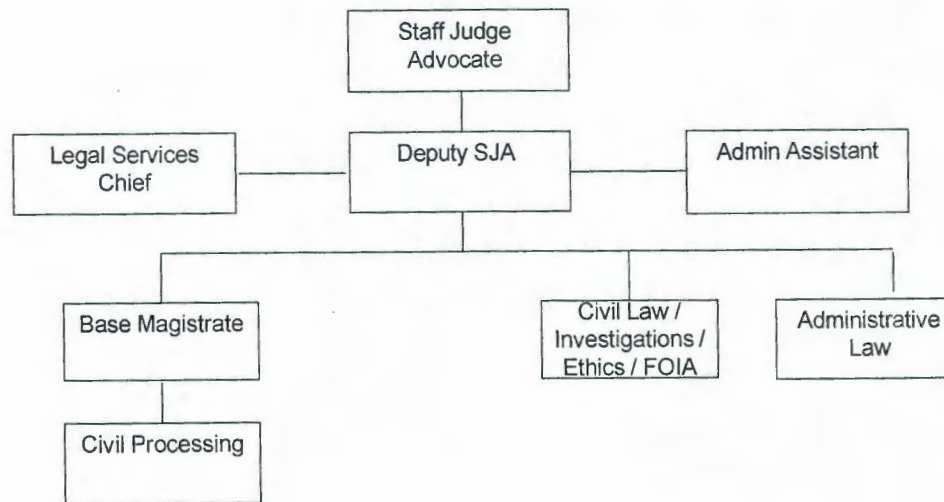 Staff Judge
Advocate
Legal Services
Chief
Deputy SJA
Admin Assistant
Base Magistrate
Civil Law /
Investigations /
Ethics / FOIA
Administrative
Law
Civil Processing